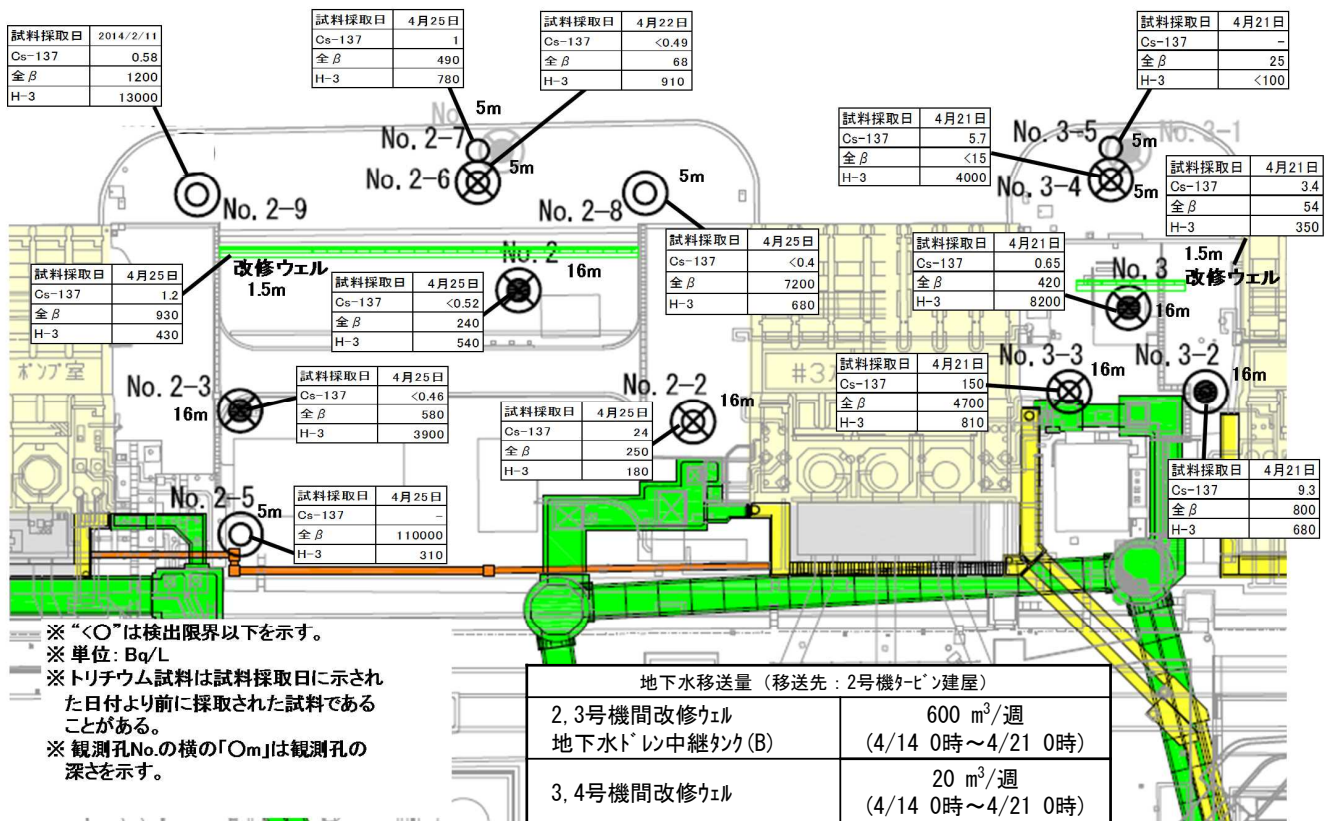 試料採取日 2014/2/11
Cs-137 0.58
全β 1200
H-3 13000
試料採取日 4月25日
Cs-137 1
全β 490
H-3 780
試料採取日 4月22日
Cs-137 <0.49
全β 68
H-3 910
試料採取日 4月21日
Cs-137 -
全β 25
H-3 <100
試料採取日 4月21日
Cs-137 5.7
全β <15
H-3 4000
試料採取日 4月21日
Cs-137 3.4
全β 54
H-3 350
No
5m
No. 2-7
5m
No. 2-6
No. 2-9
No. 2-8
5m
No. 3-5
5m
No. 3-1
No. 3-4
5m
改修ウェル
1.5m
No. 2
16m
1.5m
改修ウェル
No. 3
16m
試料採取日 4月25日
Cs-137 1.2
全β 930
H-3 430
試料採取日 4月25日
Cs-137 <0.52
全β 240
H-3 540
試料採取日 4月25日
Cs-137 <0.4
全β 7200
H-3 680
試料採取日 4月21日
Cs-137 0.65
全β 420
H-3 8200
ポンプ室
No. 2-3
16m
試料採取日 4月25日
Cs-137 <0.46
全β 580
H-3 3900
No. 2-2
16m
試料採取日 4月25日
Cs-137 24
全β 250
H-3 180
#3
試料採取日 4月21日
Cs-137 150
全β 4700
H-3 810
No. 3-3
16m
No. 3-2
16m
試料採取日 4月21日
Cs-137 9.3
全β 800
H-3 680
No. 2-5
5m
試料採取日 4月25日
Cs-137 -
全β 110000
H-3 310
※ “<〇”は検出限界以下を示す。
※ 単位: Bq/L
※ トリチウム試料は試料採取日に示され
た日付より前に採取された試料である
ことがある。
※ 観測孔No.の横の「〇m」は観測孔の
深さを示す。
地下水移送量 (移送先：2号機ﾀｰﾋﾞﾝ建屋)
2,3号機間改修ｳｪﾙ
地下水ﾄﾞﾚﾝ中継ﾀﾝｸ(B)
600 m³/週
(4/14 0時～4/21 0時)
3,4号機間改修ｳｪﾙ
20 m³/週
(4/14 0時～4/21 0時)